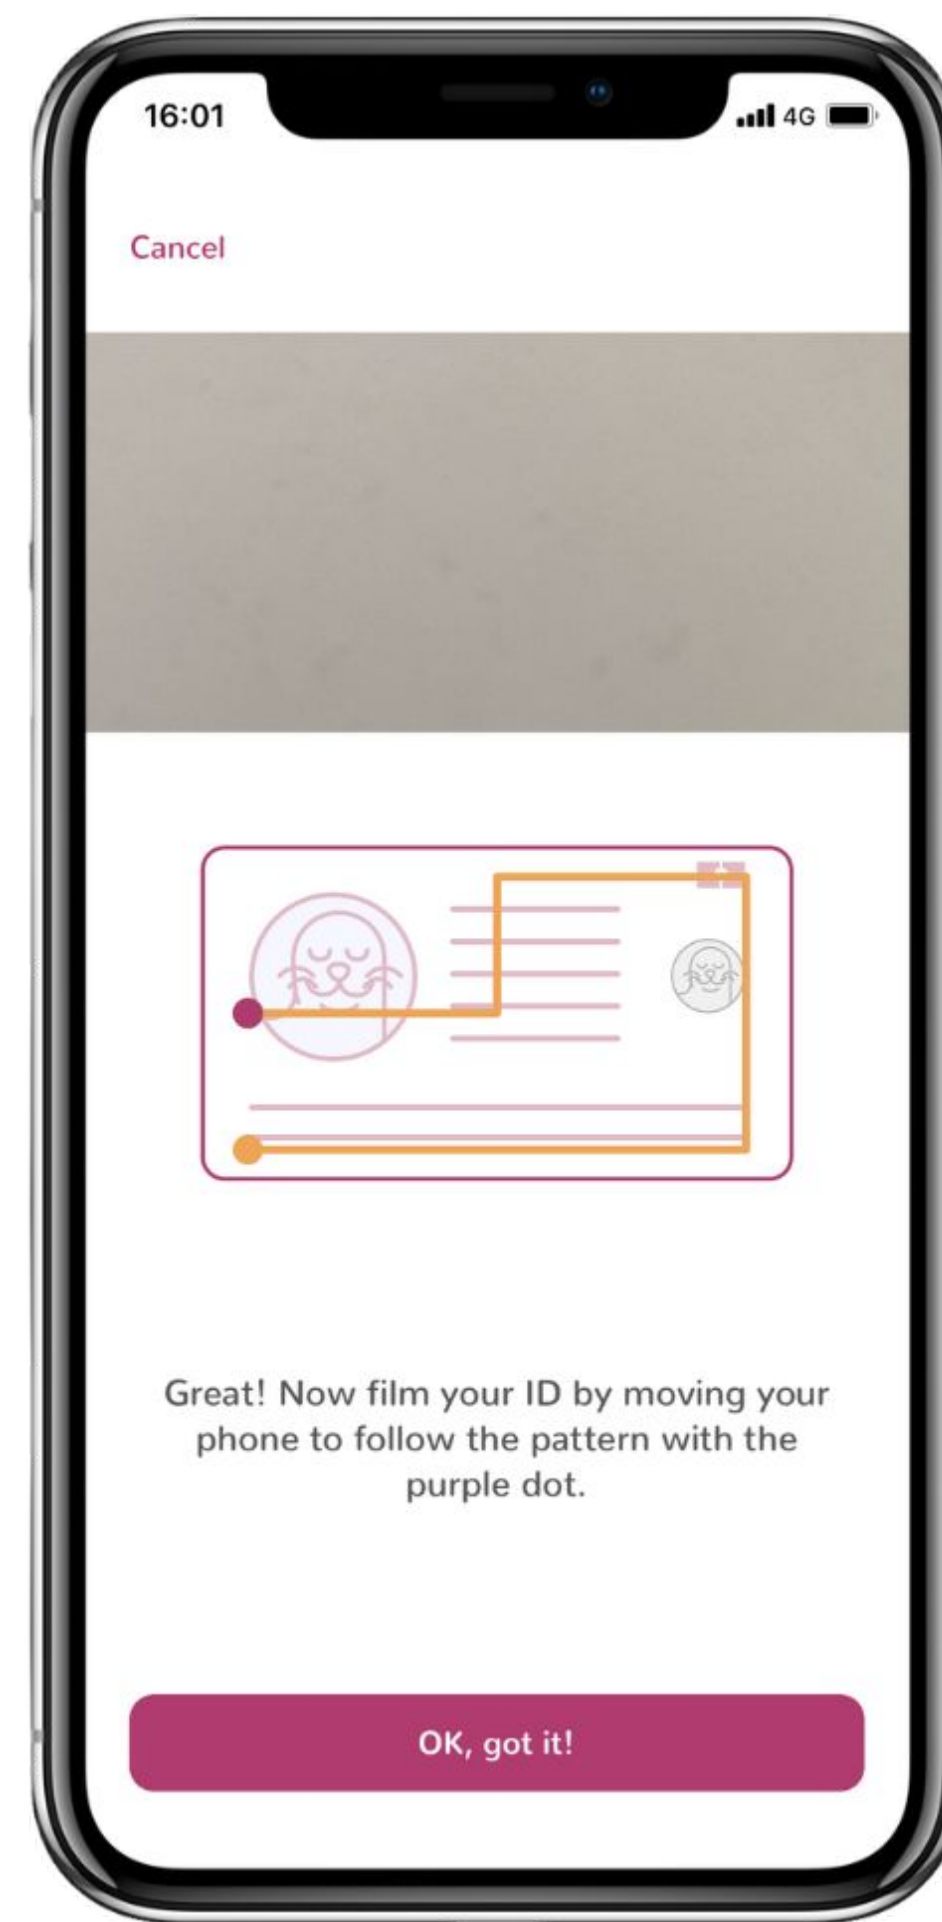 16:01
4G
Cancel
Great! Now film your ID by moving your
phone to follow the pattern with the
purple dot.
OK, got it!